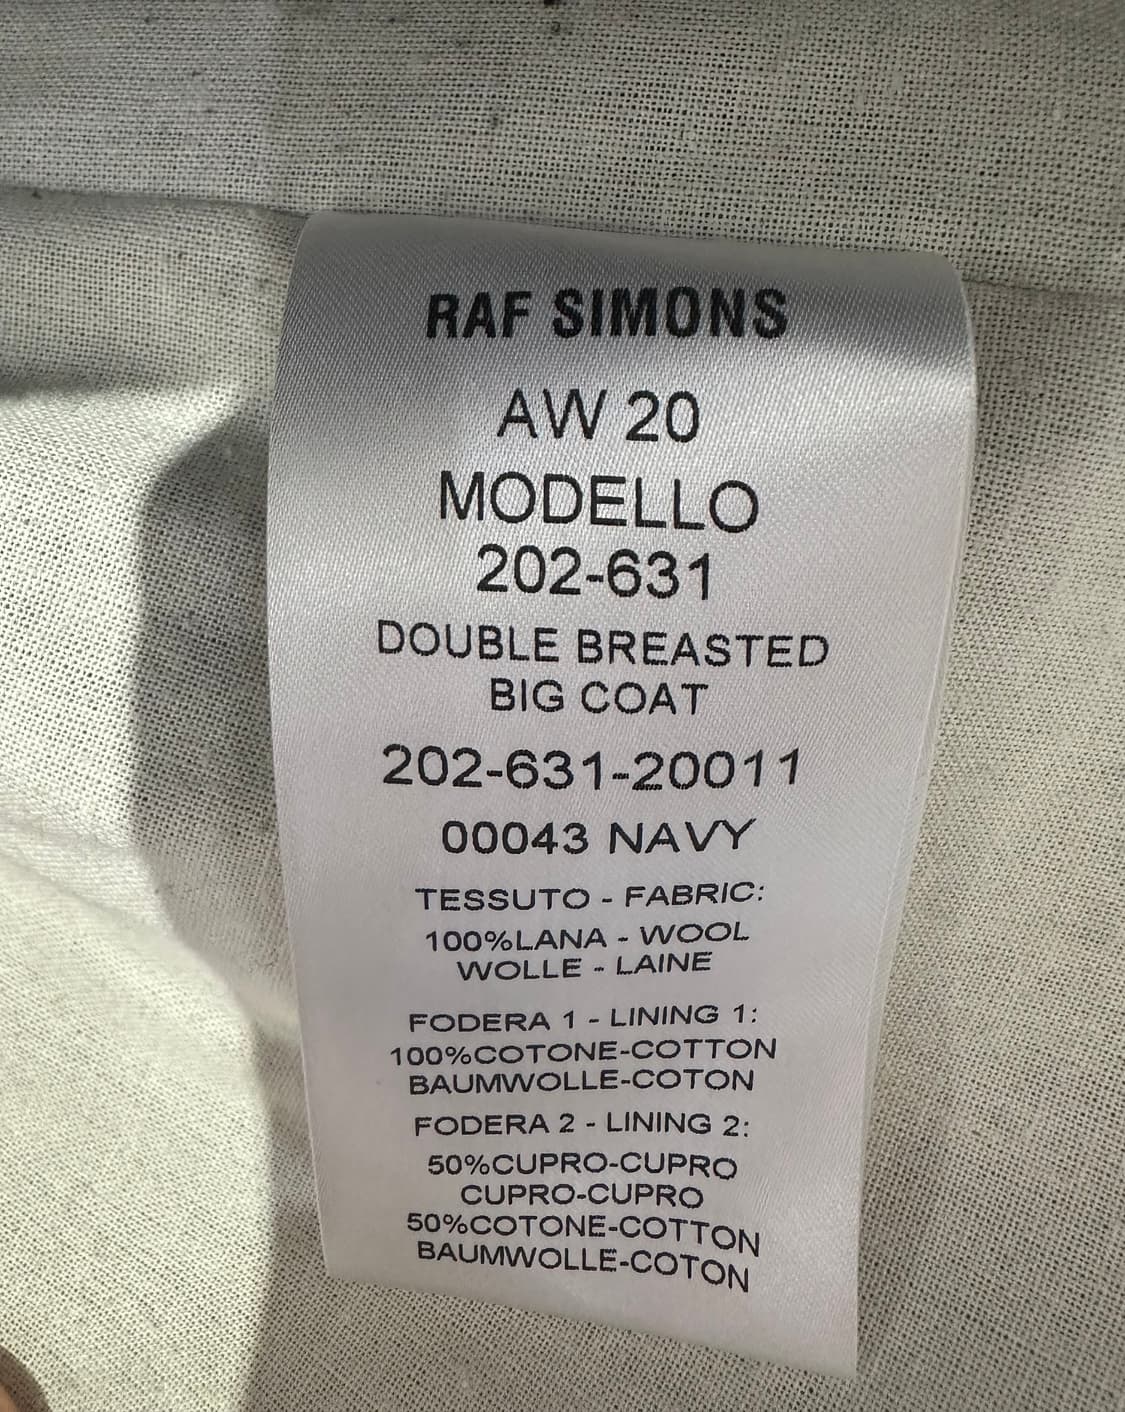 RAF SIMONS
AW 20
MODELLO
202-631
DOUBLE BREASTED
BIG COAT
202-631-20011
00043 NAVY
TESSUTO - FABRIC:
100%LANA - WOOL
WOLLE - LAINE
FODERA 1 - LINING 1:
100%COTONE-COTTON
BAUMWOLLE-COTON
FODERA 2 - LINING 2:
50%CUPRO-CUPRO
CUPRO-CUPRO
50%COTONE-COTTON
BAUMWOLLE-COTON